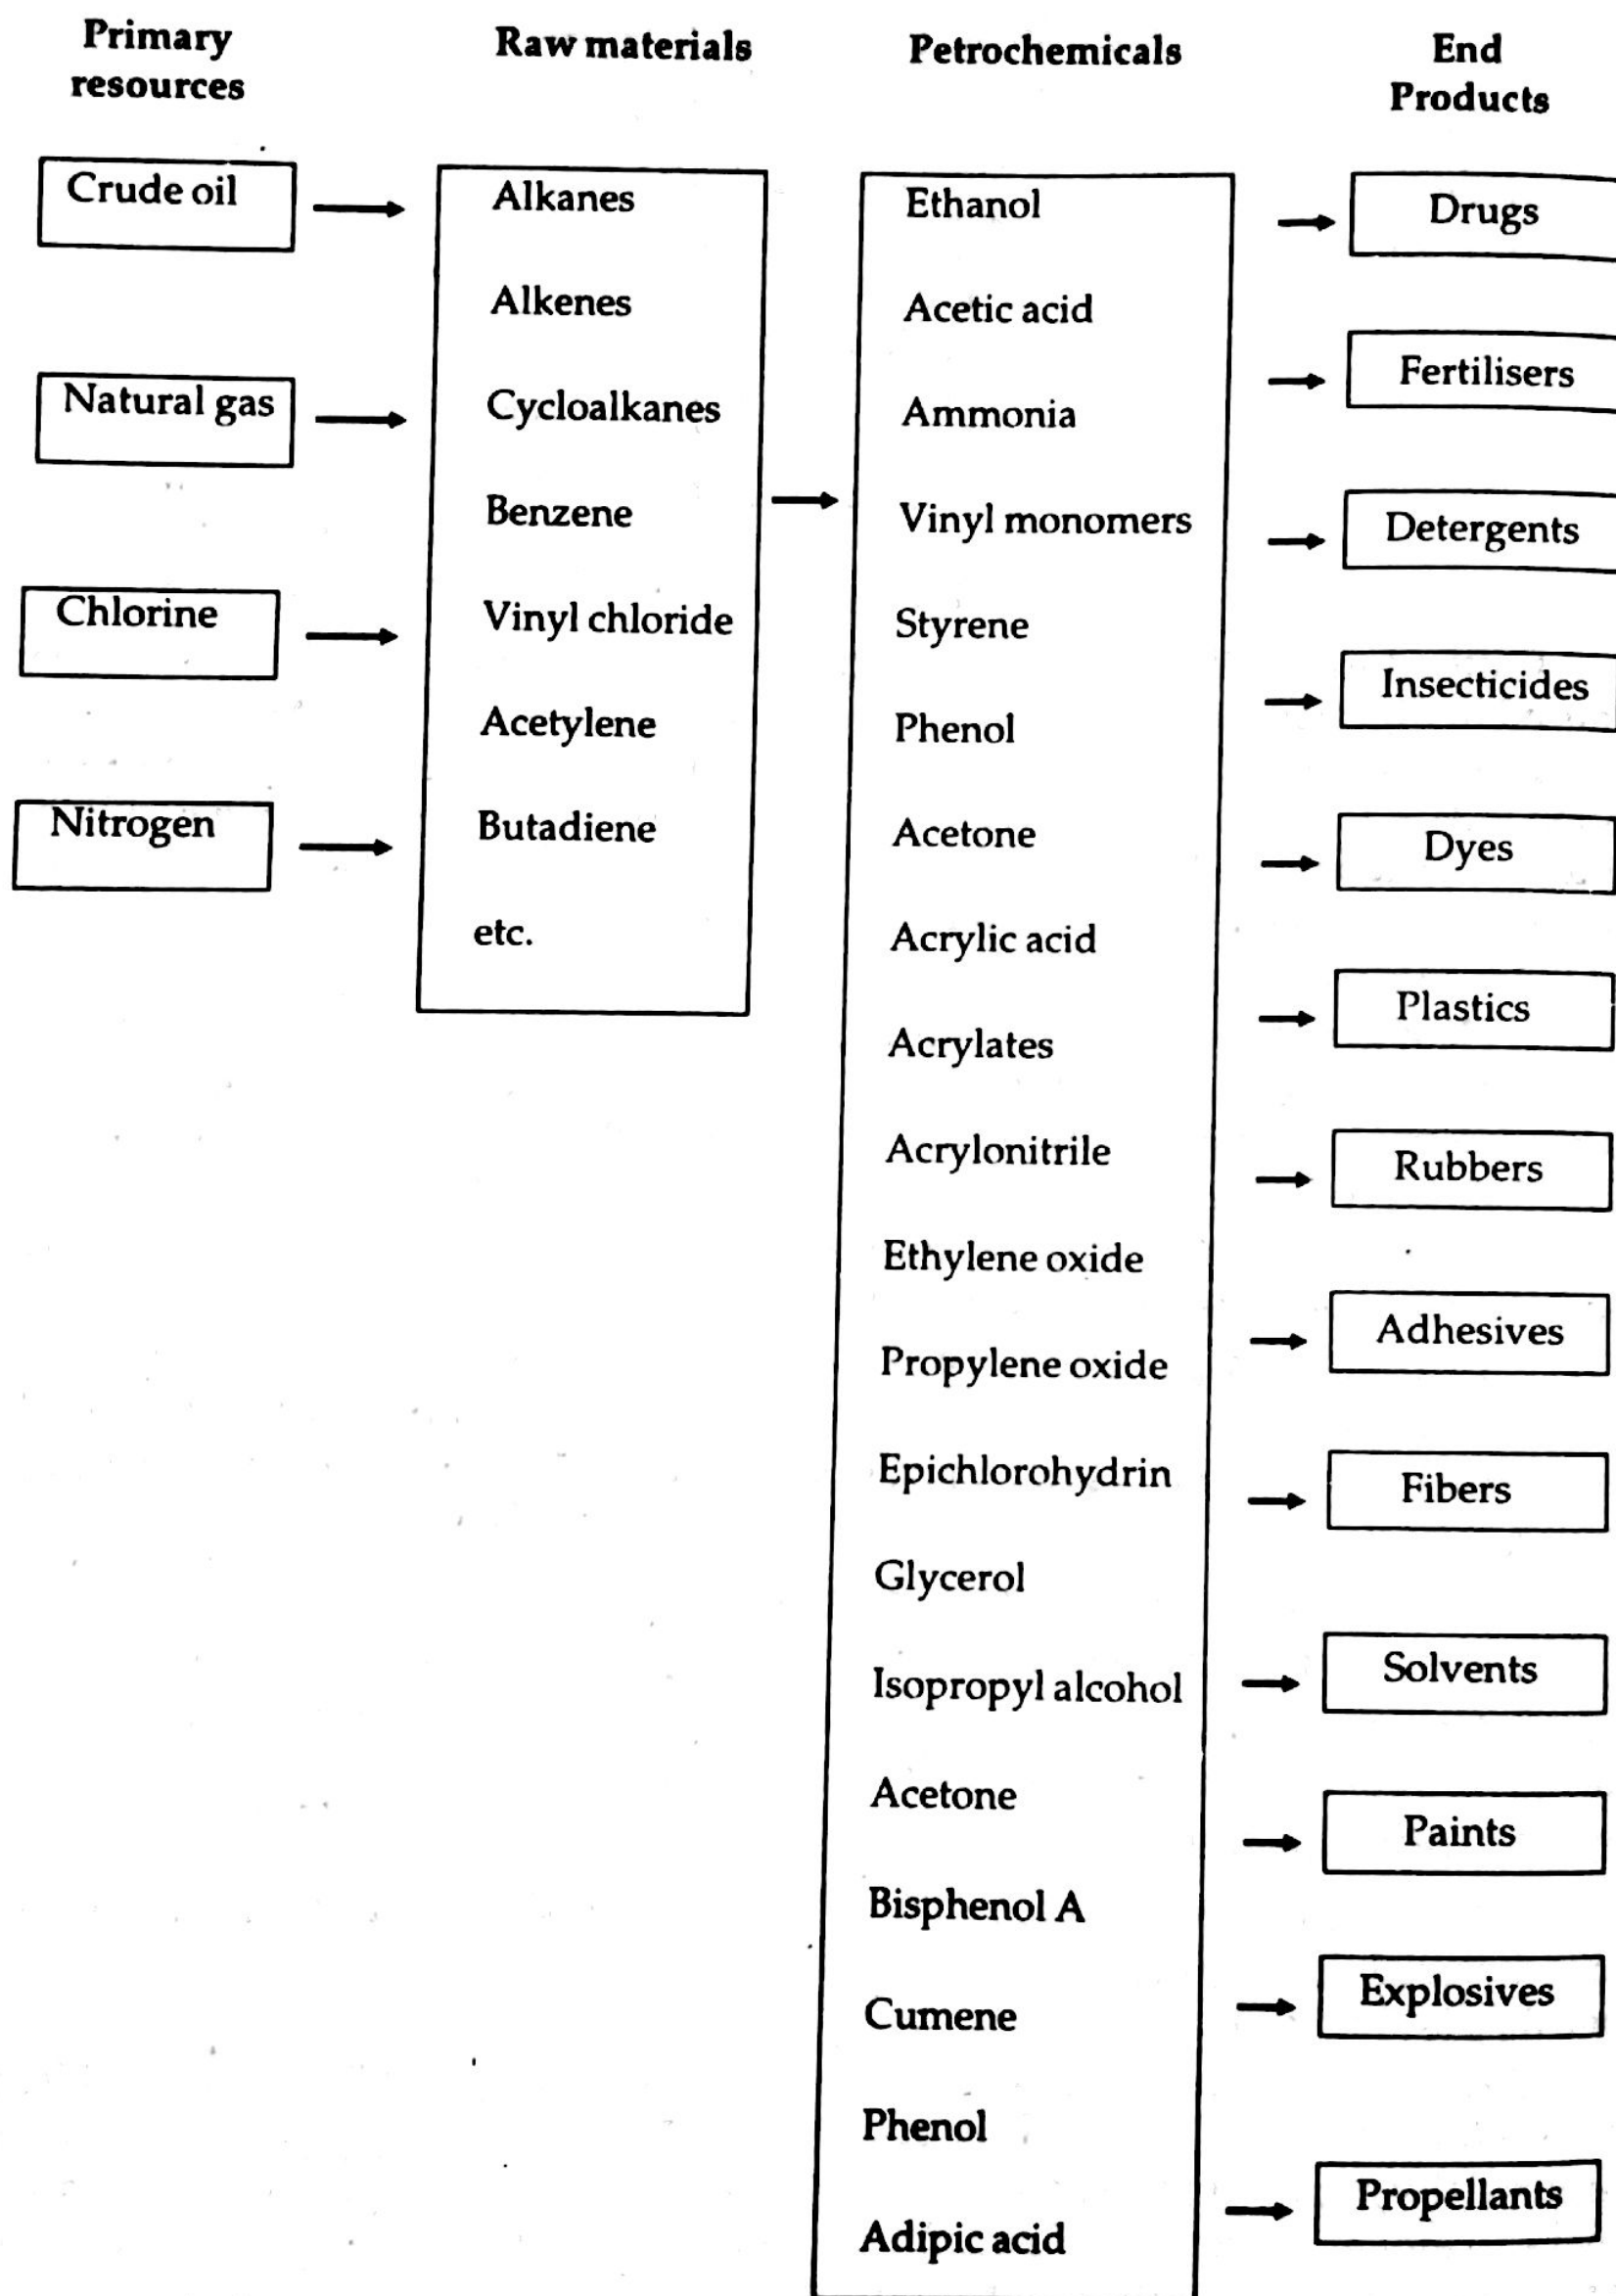 Primary
resources
Raw materials
Petrochemicals
End
Products
Crude oil
Natural gas
Chlorine
Nitrogen
Alkanes
Alkenes
Cycloalkanes
Benzene
Vinyl chloride
Acetylene
Butadiene
etc.
Ethanol
Acetic acid
Ammonia
Vinyl monomers
Styrene
Phenol
Acetone
Acrylic acid
Acrylates
Acrylonitrile
Ethylene oxide
Propylene oxide
Epichlorohydrin
Glycerol
Isopropyl alcohol
Acetone
Bisphenol A
Cumene
Phenol
Adipic acid
Drugs
Fertilisers
Detergents
Insecticides
Dyes
Plastics
Rubbers
Adhesives
Fibers
Solvents
Paints
Explosives
Propellants